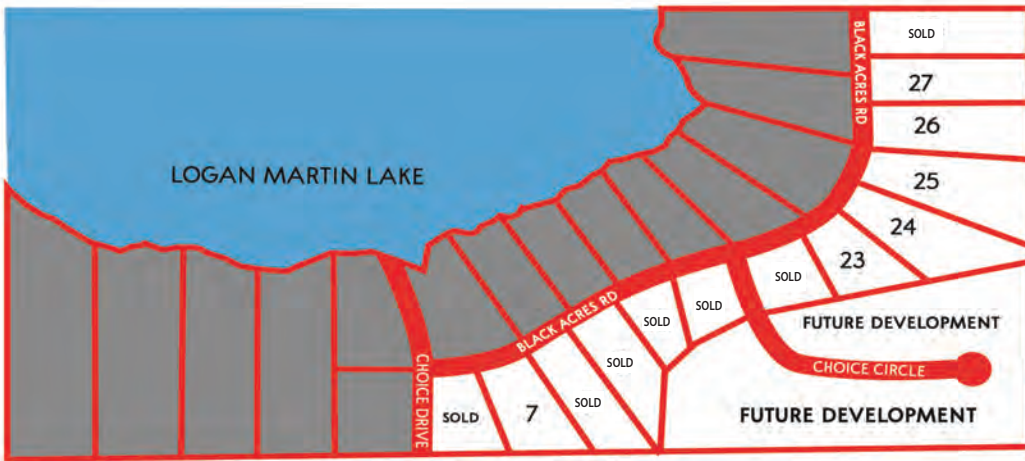 SOLD
BLACK ACRES RD
27
26
LOGAN MARTIN LAKE
25
24
23
SOLD
SOLD
SOLD
BLACK ACRES RD
FUTURE DEVELOPMENT
SOLD
CHOICE CIRCLE
CHOICE DRIVE
SOLD
7
SOLD
FUTURE DEVELOPMENT